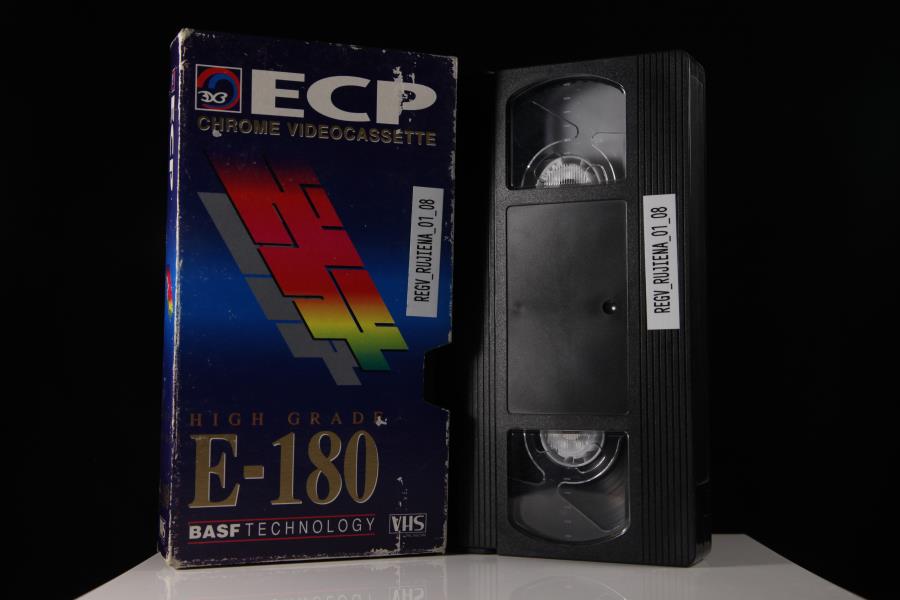 ECP
CHROME VIDEOCASSETTE
REGV_RUJIENA_01_08
HIGH GRADE
E-180
BASF TECHNOLOGY
VHS
REGV_RUJIENA_01_08